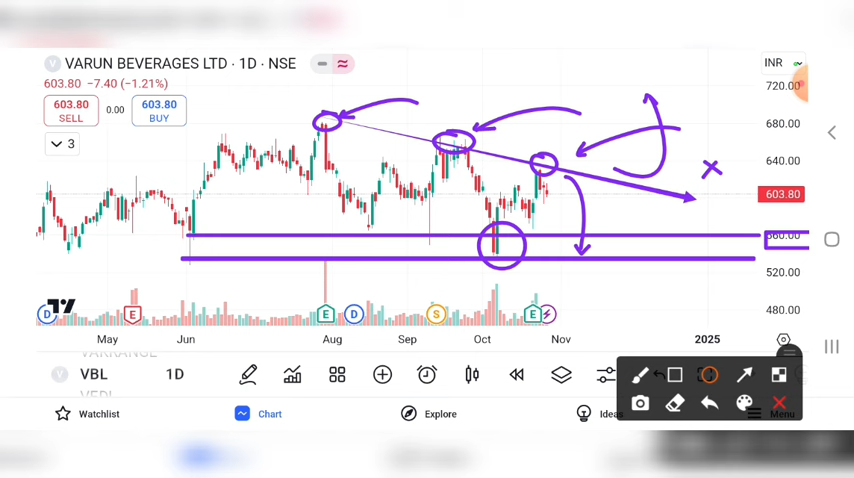 VARUN BEVERAGES LTD · 1D · NSE
INR
603.80 −7.40 (−1.21%)
720.00
603.80
SELL
0.00
603.80
BUY
680.00
3
640.00
603.80
560.00
520.00
480.00
D
E
E
D
S
E
May
Jun
Aug
Sep
Oct
Nov
2025
VARRANGE
V
VBL
1D
VEDL
Watchlist
Chart
Explore
Ideas
Menu